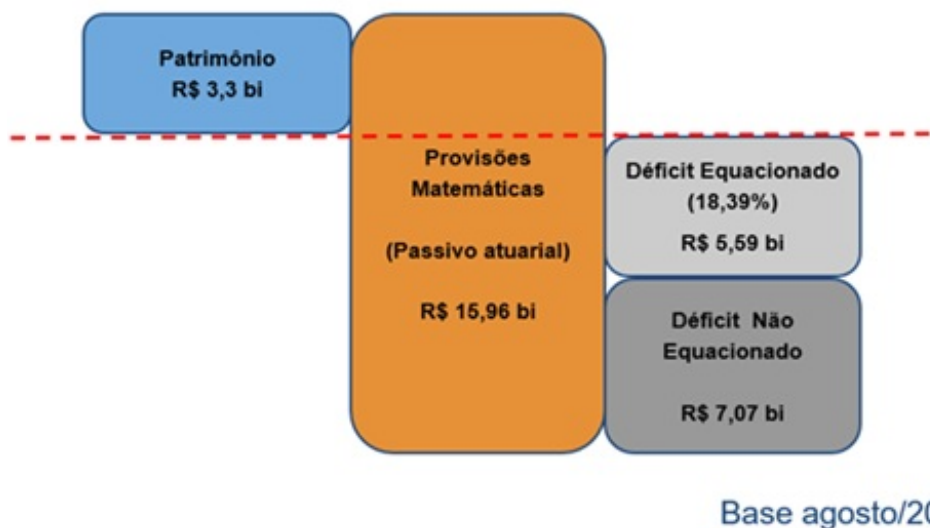 Patrimônio
R$ 3,3 bi
Provisões
Matemáticas
(Passivo atuarial)
R$ 15,96 bi
Déficit Equacionado
(18,39%)
R$ 5,59 bi
Déficit Não
Equacionado
R$ 7,07 bi
Base agosto/20